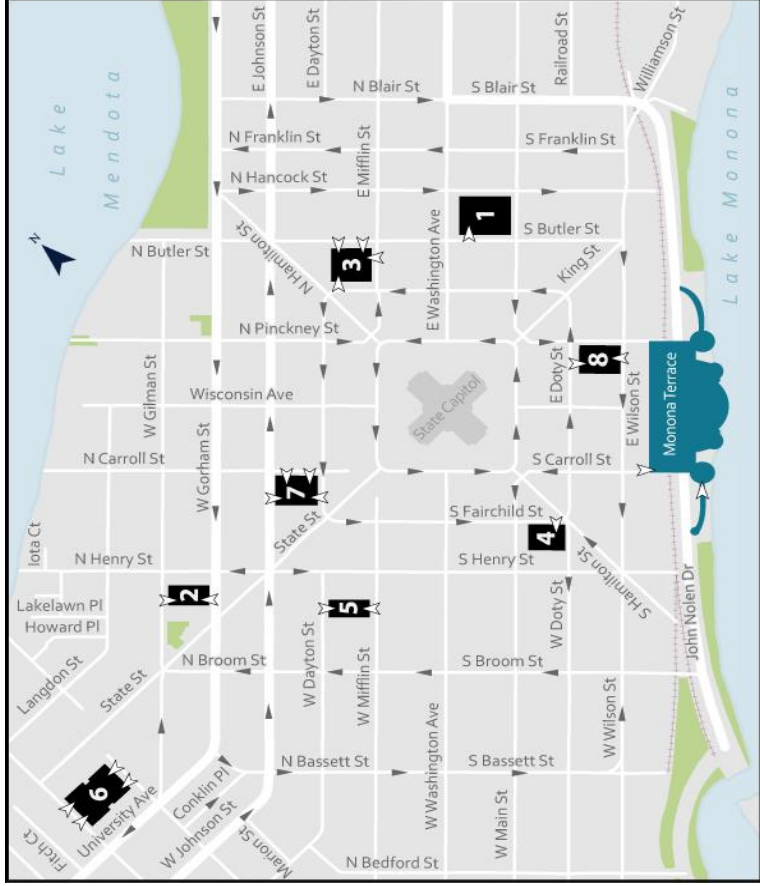 Lake
Mendota
N
E Johnson St
E Dayton St
N Blair St
S Blair St
Railroad St
Williamson St
N Franklin St
S Franklin St
E Mifflin St
N Hancock St
1
S Butler St
N Butler St
N Hamilton St
3
E Washington Ave
King St
Lake Monona
N Pinckney St
E Doty St
8
E Wilson St
Monona Terrace
W Gilman St
Wisconsin Ave
State Capitol
N Carroll St
W Gorham St
7
S Carroll St
State St
S Fairchild St
4
Iota Ct
N Henry St
S Henry St
S Hamilton St
John Nolen Dr
2
5
Lakelawn Pl
Howard Pl
Langdon St
State St
N Broom St
W Dayton St
W Mifflin St
S Broom St
W Doty St
W Wilson St
6
University Ave
Conklin Pl
N Bassett St
W Washington Ave
S Bassett St
W Main St
Fitch Ct
W Johnson St
Marion St
N Bedford St